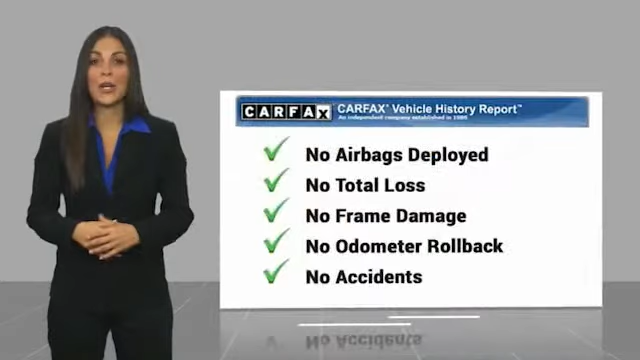 CARFAX CARFAX® Vehicle History Report™
An independent company established in 1986
No Airbags Deployed
No Total Loss
No Frame Damage
No Odometer Rollback
No Accidents